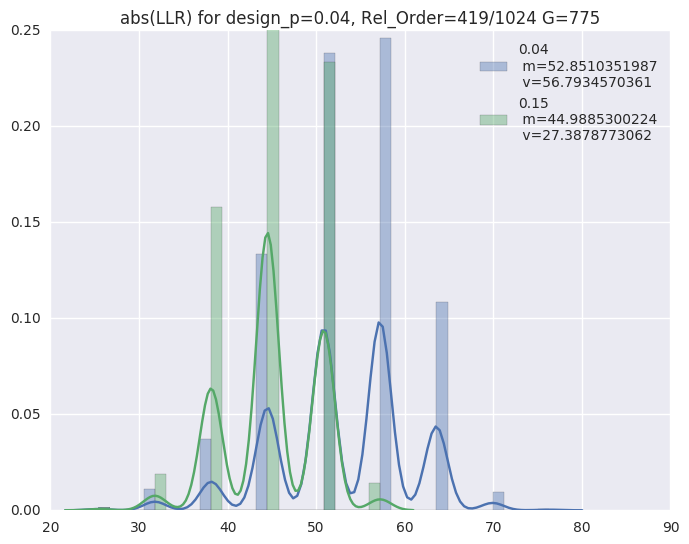 abs(LLR) for design_p=0.04, Rel_Order=419/1024 G=775
0.25
0.20
0.15
0.10
0.05
0.00
20 30 40 50 60 70 80 90
0.04
m=52.8510351987
v=56.7934570361
0.15
m=44.9885300224
v=27.3878773062